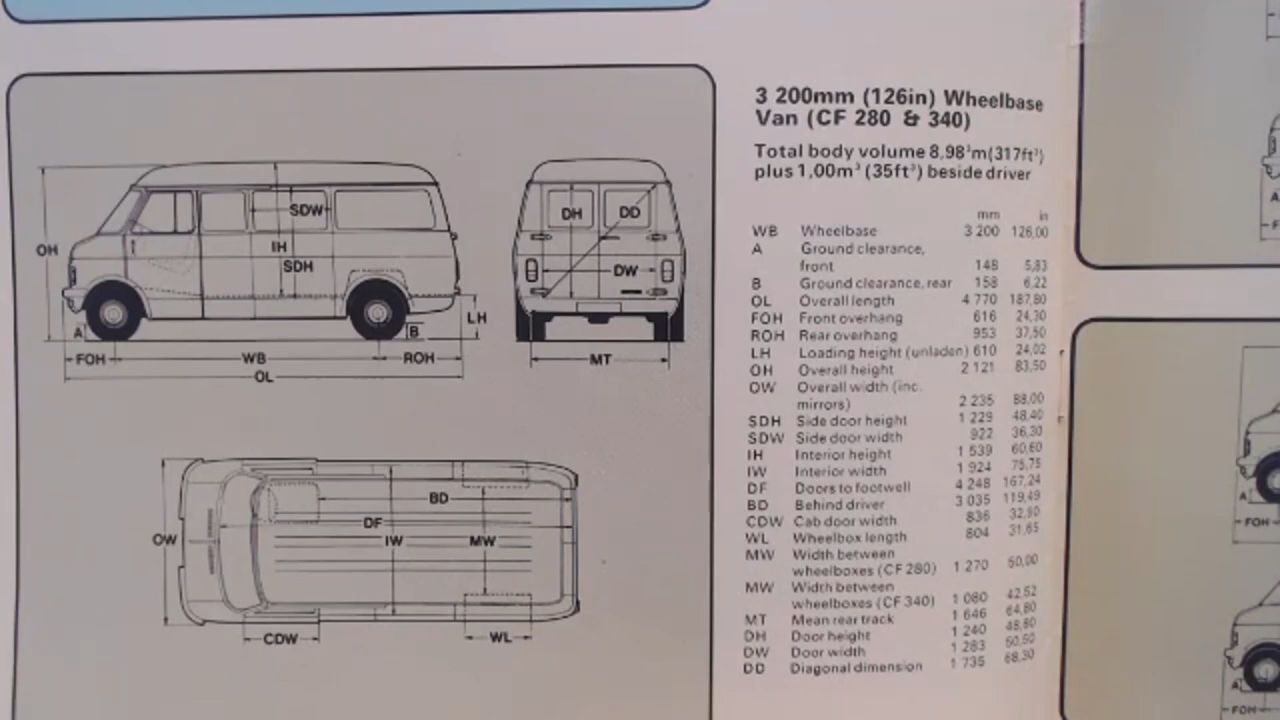 OH
SDW
IH
SDH
A
B
LH
FOH
WB
ROH
OL
DH
DD
DW
MT
BD
DF
OW
IW
MW
CDW
WL
3 200mm (126in) Wheelbase
Van (CF 280 & 340)
Total body volume 8,98³m(317ft³)
plus 1,00m³ (35ft³) beside driver
mm in
WB Wheelbase 3 200 126,00
A Ground clearance,
front 148 5,83
B Ground clearance, rear 158 6,22
OL Overall length 4 770 187,80
FOH Front overhang 616 24,30
ROH Rear overhang 953 37,50
LH Loading height (unladen) 610 24,02
OH Overall height 2 121 83,50
OW Overall width (inc.
mirrors) 2 235 88,00
SDH Side door height 1 229 48,40
SDW Side door width 922 36,30
IH Interior height 1 539 60,60
IW Interior width 1 924 75,75
DF Doors to footwell 4 248 167,24
BD Behind driver 3 035 119,49
CDW Cab door width 836 32,90
WL Wheelbox length 804 31,65
MW Width between
wheelboxes (CF 280) 1 270 50,00
MW Width between
wheelboxes (CF 340) 1 080 42,52
MT Mean rear track 1 646 64,80
DH Door height 1 240 48,80
DW Door width 1 283 50,50
DD Diagonal dimension 1 735 68,30
A
FOH
A
FOH